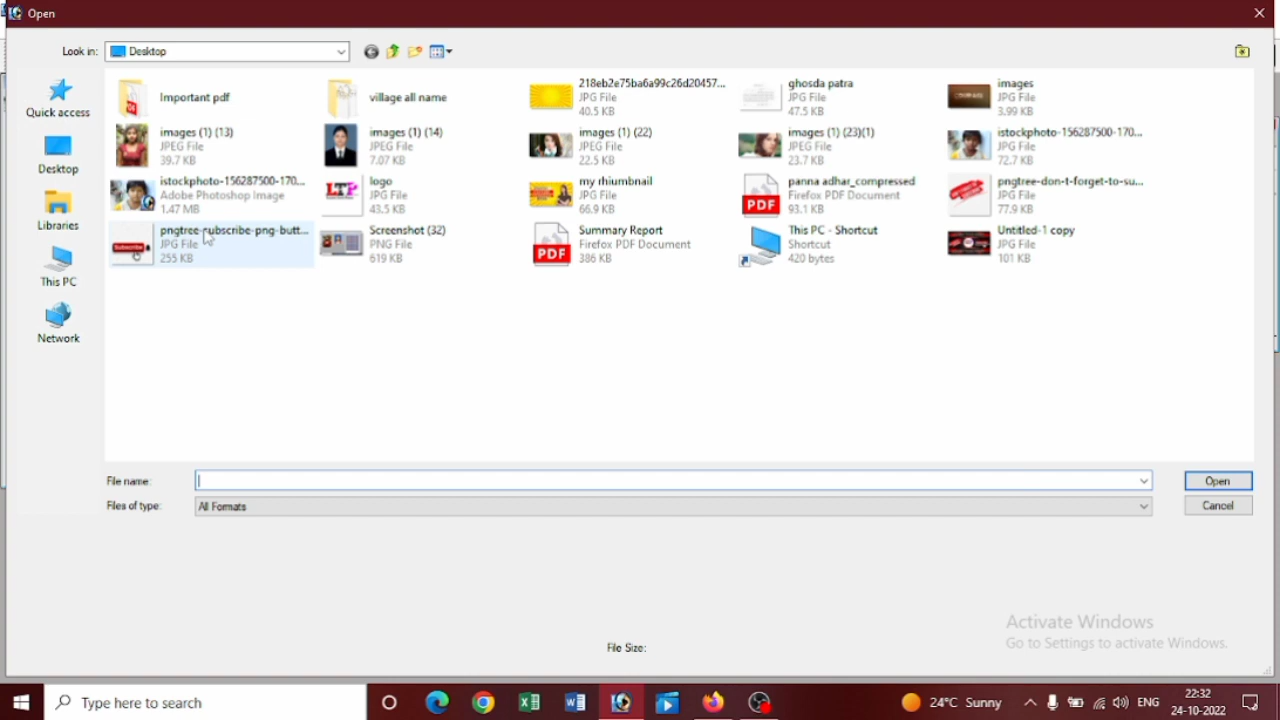 Open
Look in: Desktop
Quick access
Desktop
Libraries
This PC
Network
Important pdf
village all name
218eb2e75ba6a99c26d20457...
JPG File
40.5 KB
ghosda patra
JPG File
47.5 KB
images
JPG File
3.99 KB
images (1) (13)
JPEG File
39.7 KB
images (1) (14)
JPEG File
7.07 KB
images (1) (22)
JPEG File
22.5 KB
images (1) (23)(1)
JPEG File
23.7 KB
istockphoto-156287500-170...
JPG File
72.7 KB
istockphoto-156287500-170...
Adobe Photoshop Image
1.47 MB
LTP
logo
JPG File
43.5 KB
my rhiumbnail
JPG File
66.9 KB
PDF
panna adhar_compressed
Firefox PDF Document
93.1 KB
pngtree-don-t-forget-to-su...
JPG File
77.9 KB
Subscribe
pngtree-subscribe-png-butt...
JPG File
255 KB
Screenshot (32)
PNG File
619 KB
PDF
Summary Report
Firefox PDF Document
386 KB
This PC - Shortcut
Shortcut
420 bytes
Untitled-1 copy
JPG File
101 KB
File name:
Open
Files of type: All Formats
Cancel
Activate Windows
Go to Settings to activate Windows.
File Size:
Type here to search
24°C Sunny
ENG
22:32
24-10-2022